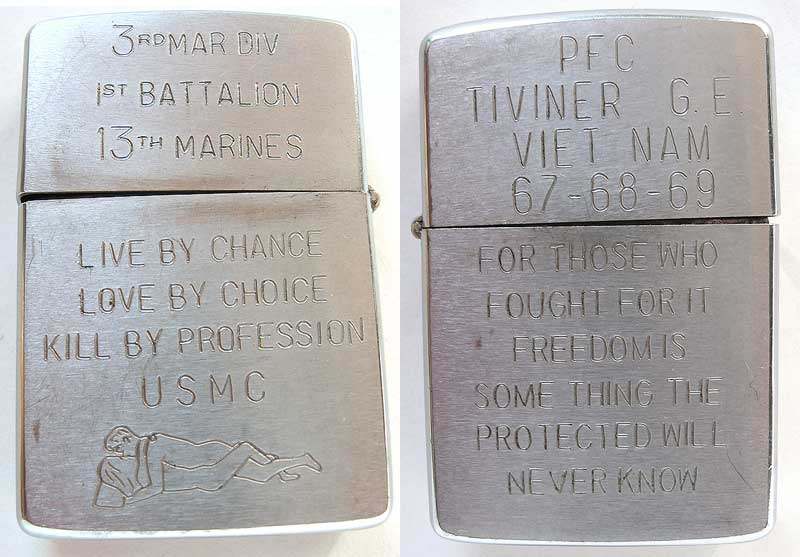 3RD MAR DIV
1ST BATTALION
13TH MARINES
LIVE BY CHANCE
LOVE BY CHOICE
KILL BY PROFESSION
USMC
PFC
TIVINER G.E.
VIET NAM
67-68-69
FOR THOSE WHO
FOUGHT FOR IT
FREEDOM IS
SOME THING THE
PROTECTED WILL
NEVER KNOW